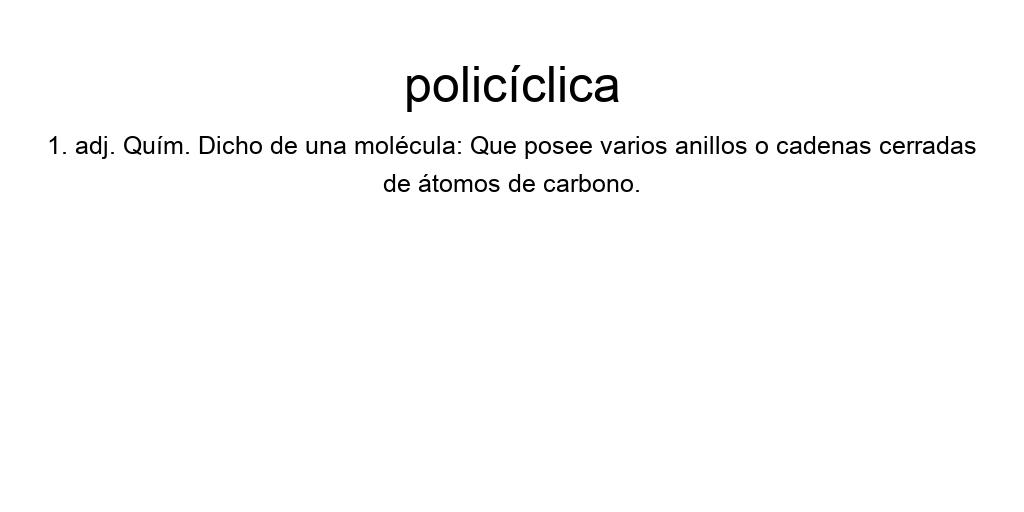 policíclica
1. adj. Quím. Dicho de una molécula: Que posee varios anillos o cadenas cerradas
de átomos de carbono.